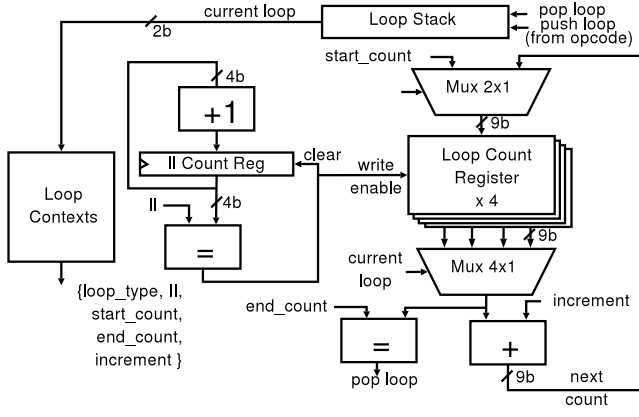 current loop
2b
Loop Stack
pop loop
push loop
(from opcode)
start_count
4b
Mux 2x1
+1
9b
II Count Reg
clear
write
enable
Loop Count
Register
x 4
Loop
Contexts
II
4b
=
9b
current
loop
Mux 4x1
{loop_type, II,
start_count,
end_count,
increment }
end_count
increment
=
+
pop loop
9b
next
count